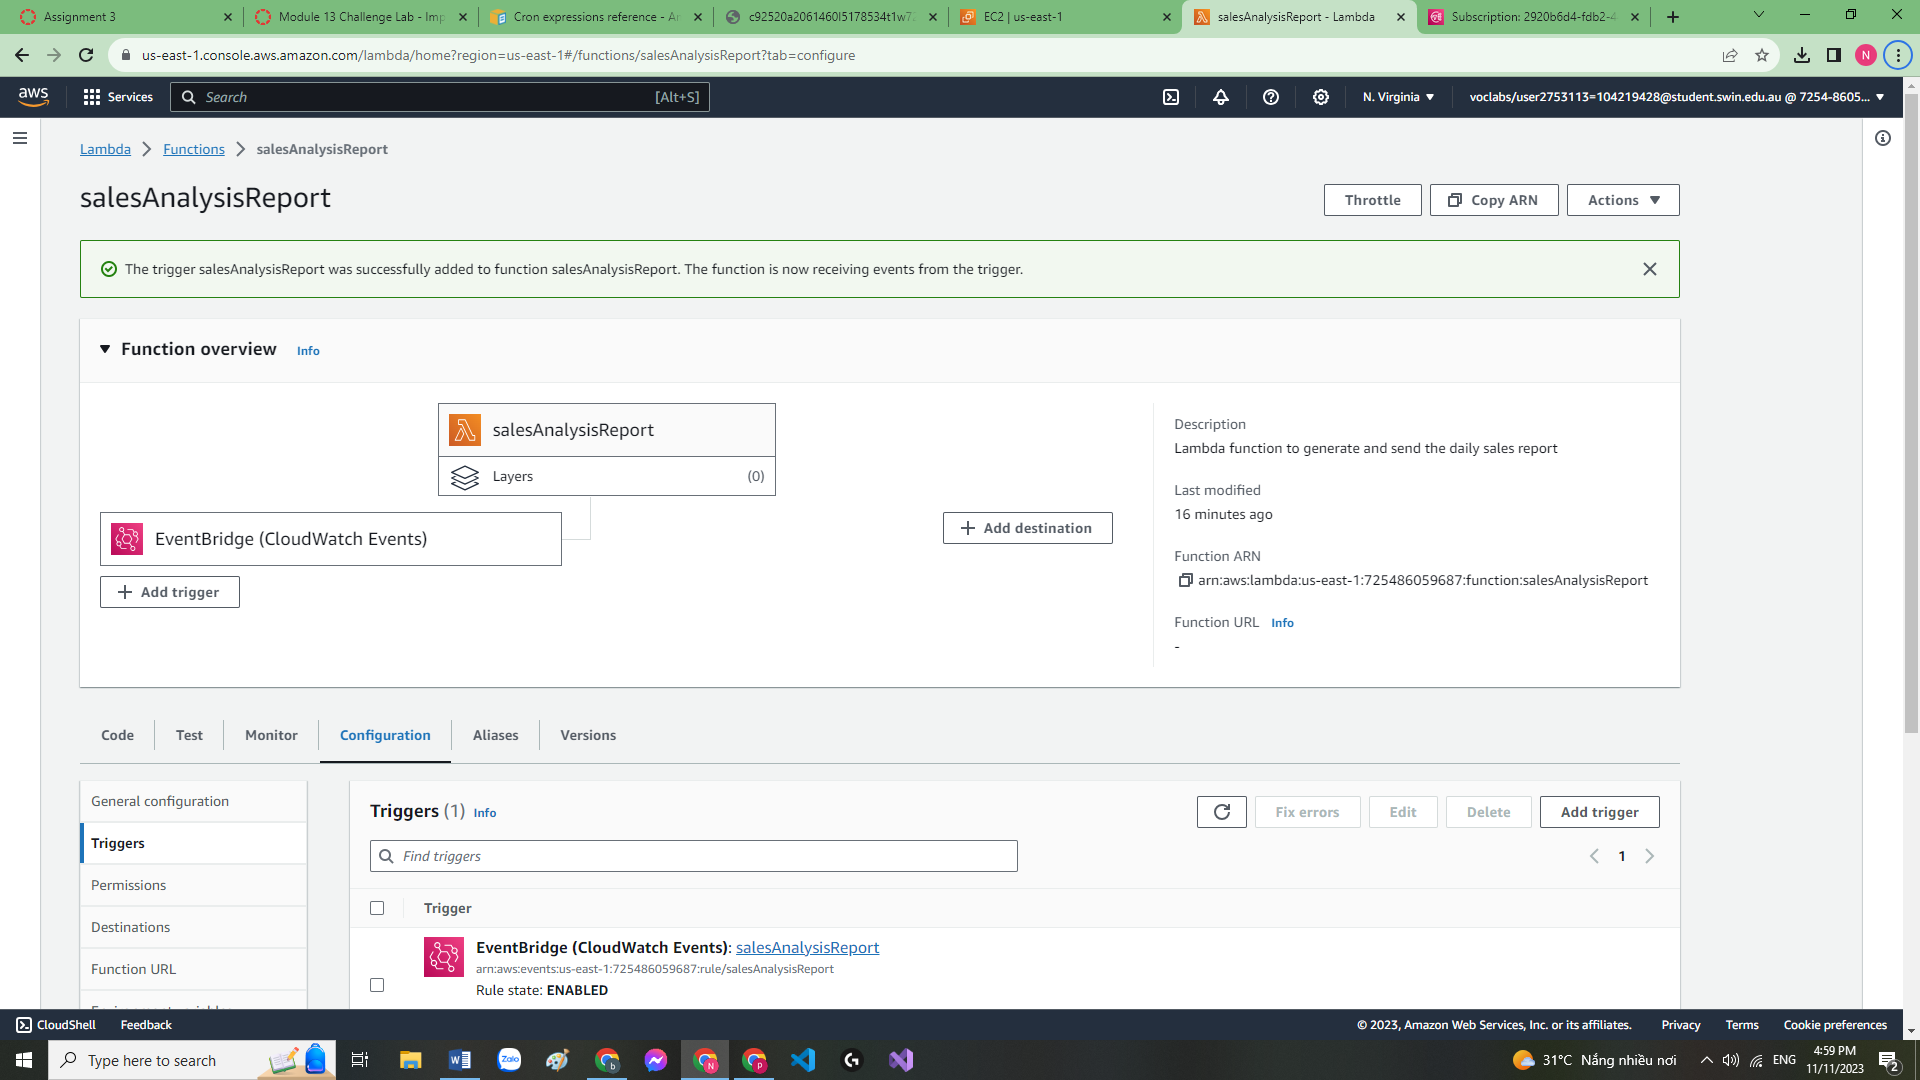 Assignment 3
Module 13 Challenge Lab - Imp
Cron expressions reference - An
c92520a2061460l5178534t1w7
EC2 | us-east-1
salesAnalysisReport - Lambda
Subscription: 2920b6d4-fdb2-4
us-east-1.console.aws.amazon.com/lambda/home?region=us-east-1#/functions/salesAnalysisReport?tab=configure
N
aws
Services
Search
[Alt+S]
N. Virginia
voclabs/user2753113=104219428@student.swin.edu.au @ 7254-8605...
Lambda
Functions
salesAnalysisReport
salesAnalysisReport
Throttle
Copy ARN
Actions
The trigger salesAnalysisReport was successfully added to function salesAnalysisReport. The function is now receiving events from the trigger.
Function overview
Info
salesAnalysisReport
Layers
(0)
EventBridge (CloudWatch Events)
Add trigger
Add destination
Description
Lambda function to generate and send the daily sales report
Last modified
16 minutes ago
Function ARN
arn:aws:lambda:us-east-1:725486059687:function:salesAnalysisReport
Function URL
Info
-
Code
Test
Monitor
Configuration
Aliases
Versions
General configuration
Triggers
Permissions
Destinations
Function URL
Triggers (1)
Info
Fix errors
Edit
Delete
Add trigger
Find triggers
1
Trigger
EventBridge (CloudWatch Events): salesAnalysisReport
arn:aws:events:us-east-1:725486059687:rule/salesAnalysisReport
Rule state: ENABLED
CloudShell
Feedback
© 2023, Amazon Web Services, Inc. or its affiliates.
Privacy
Terms
Cookie preferences
Type here to search
Zalo
31°C Nắng nhiều nơi
ENG
4:59 PM
11/11/2023
2